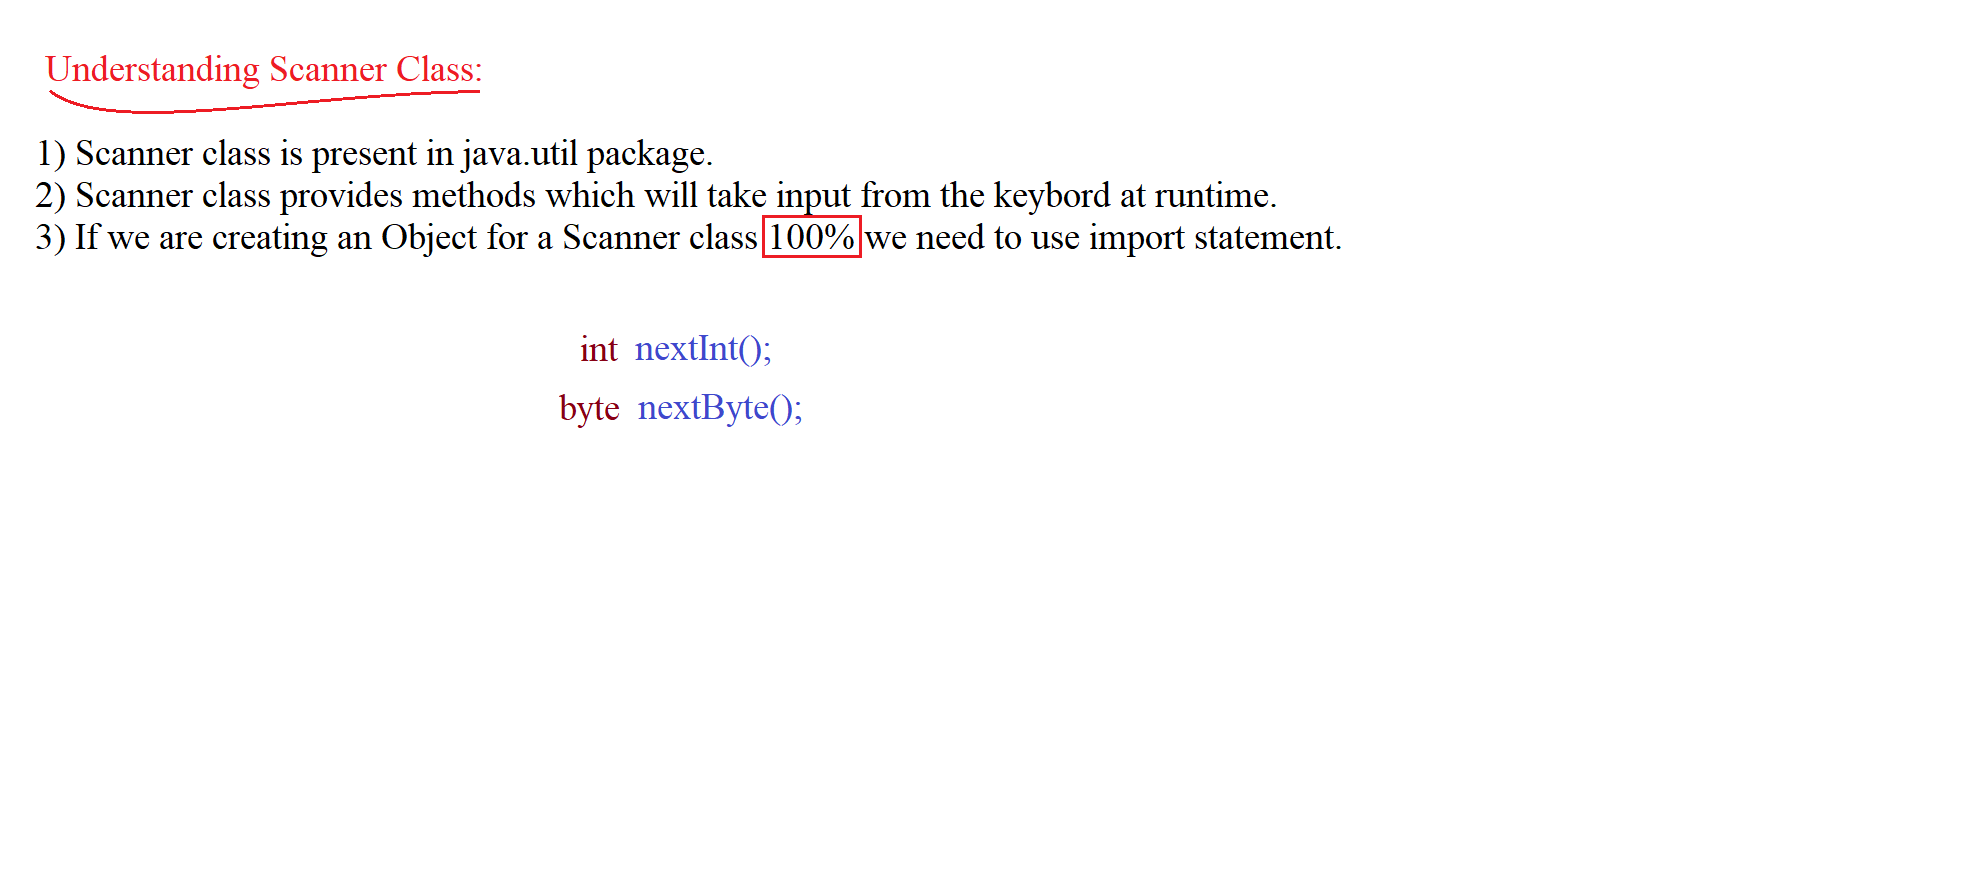 Understanding Scanner Class:
1) Scanner class is present in java.util package.
2) Scanner class provides methods which will take input from the keybord at runtime.
3) If we are creating an Object for a Scanner class 100% we need to use import statement.
int nextInt();
byte nextByte();